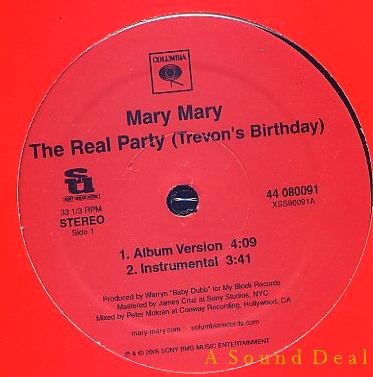 COLUMBIA
Mary Mary
The Real Party (Trevon's Birthday)
33 1/3 RPM
STEREO
Side 1
44 080091
XSS80091A
1. Album Version 4:09
2. Instrumental 3:41
Produced by Warryn "Baby Dubb" for My Block Records
Mastered by James Cruz at Sony Studios, NYC
Mixed by Peter Mokran at Conway Recording, Hollywood, CA
mary-mary.com columbiarecords.com
℗ & © 2005 SONY BMG MUSIC ENTERTAINMENT
A Sound Deal